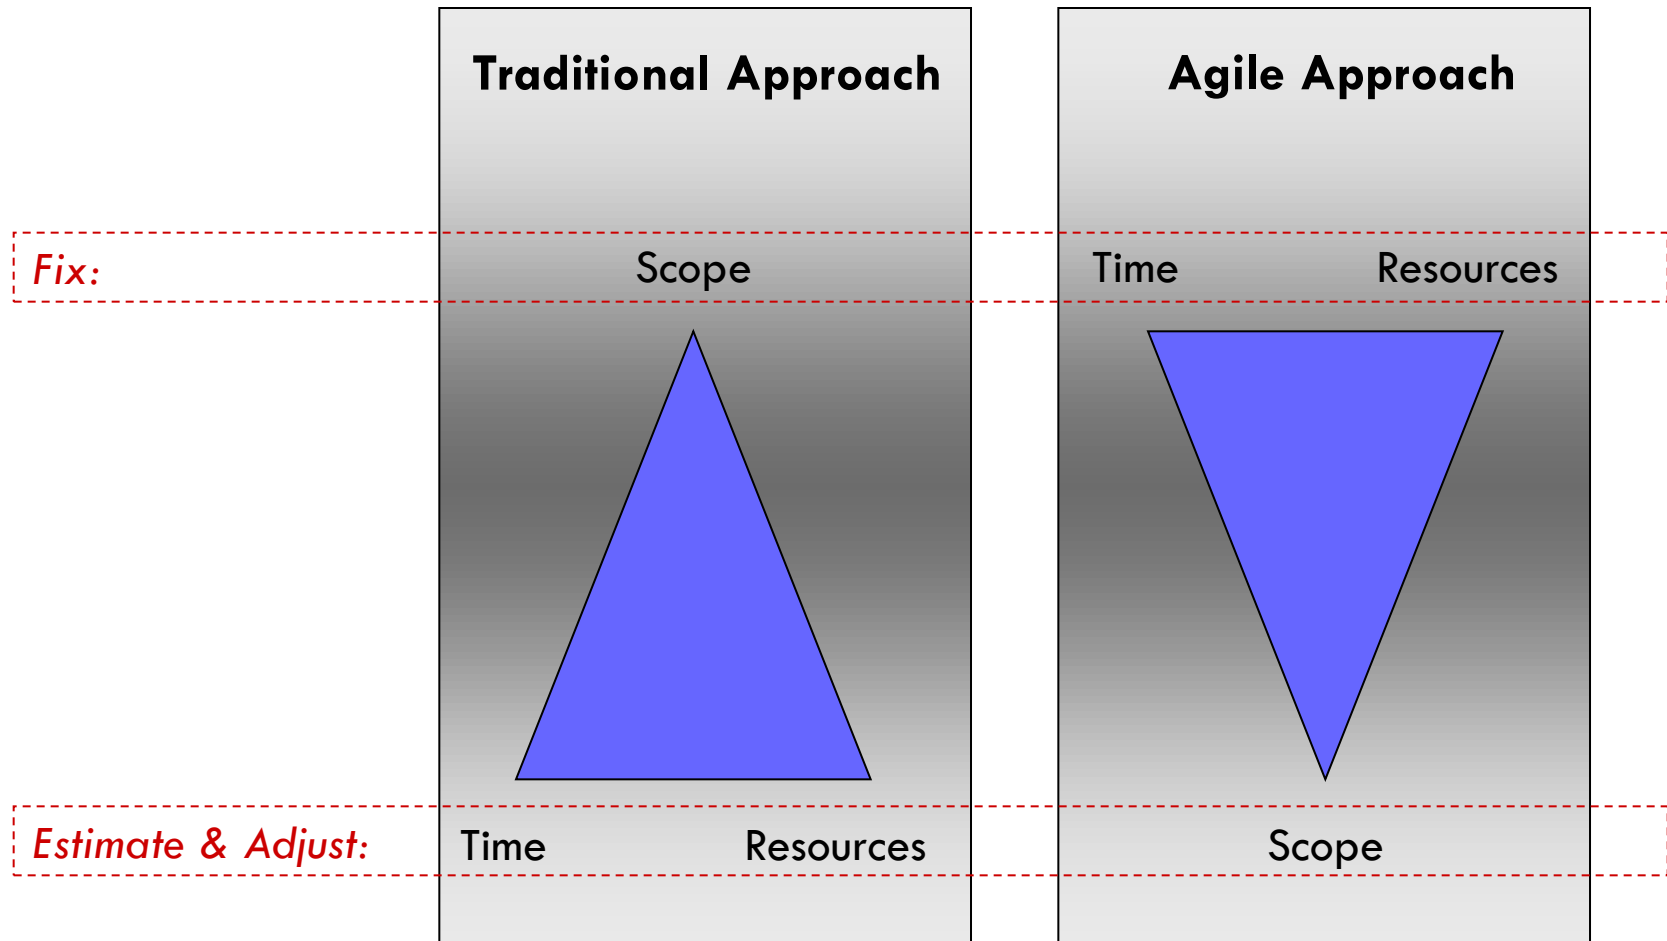 Traditional Approach
Agile Approach
Fix:
Scope
Time
Resources
Estimate & Adjust:
Time
Resources
Scope